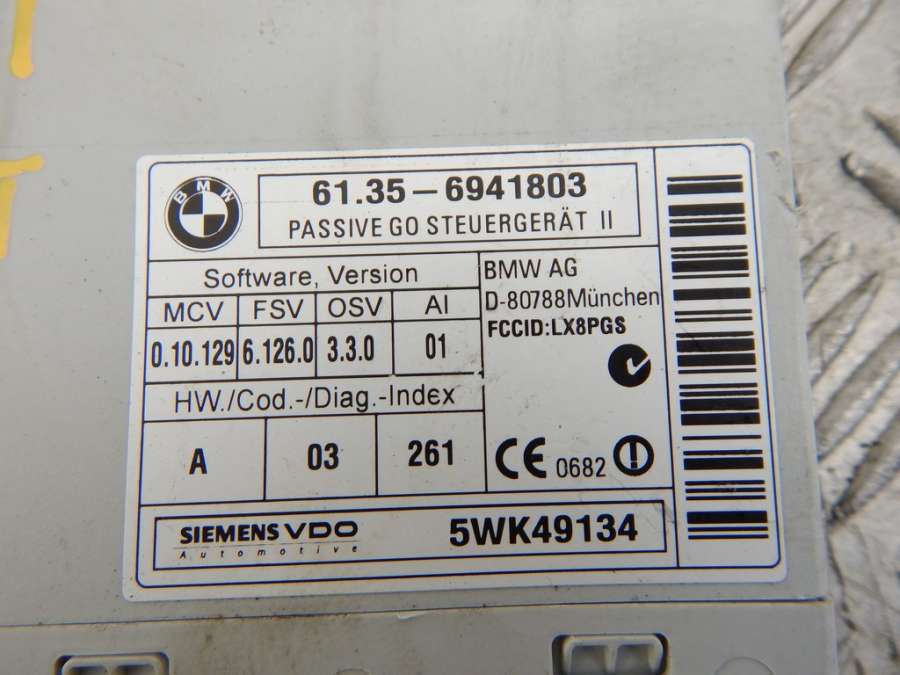 BMW
61.35-6941803
PASSIVE GO STEUERGERÄT II
Software, Version
MCV FSV OSV AI
0.10.129 6.126.0 3.3.0 01
HW./Cod.-/Diag.-Index
A 03 261
BMW AG
D-80788München
FCCID:LX8PGS
CE 0682
SIEMENS VDO
Automotive
5WK49134